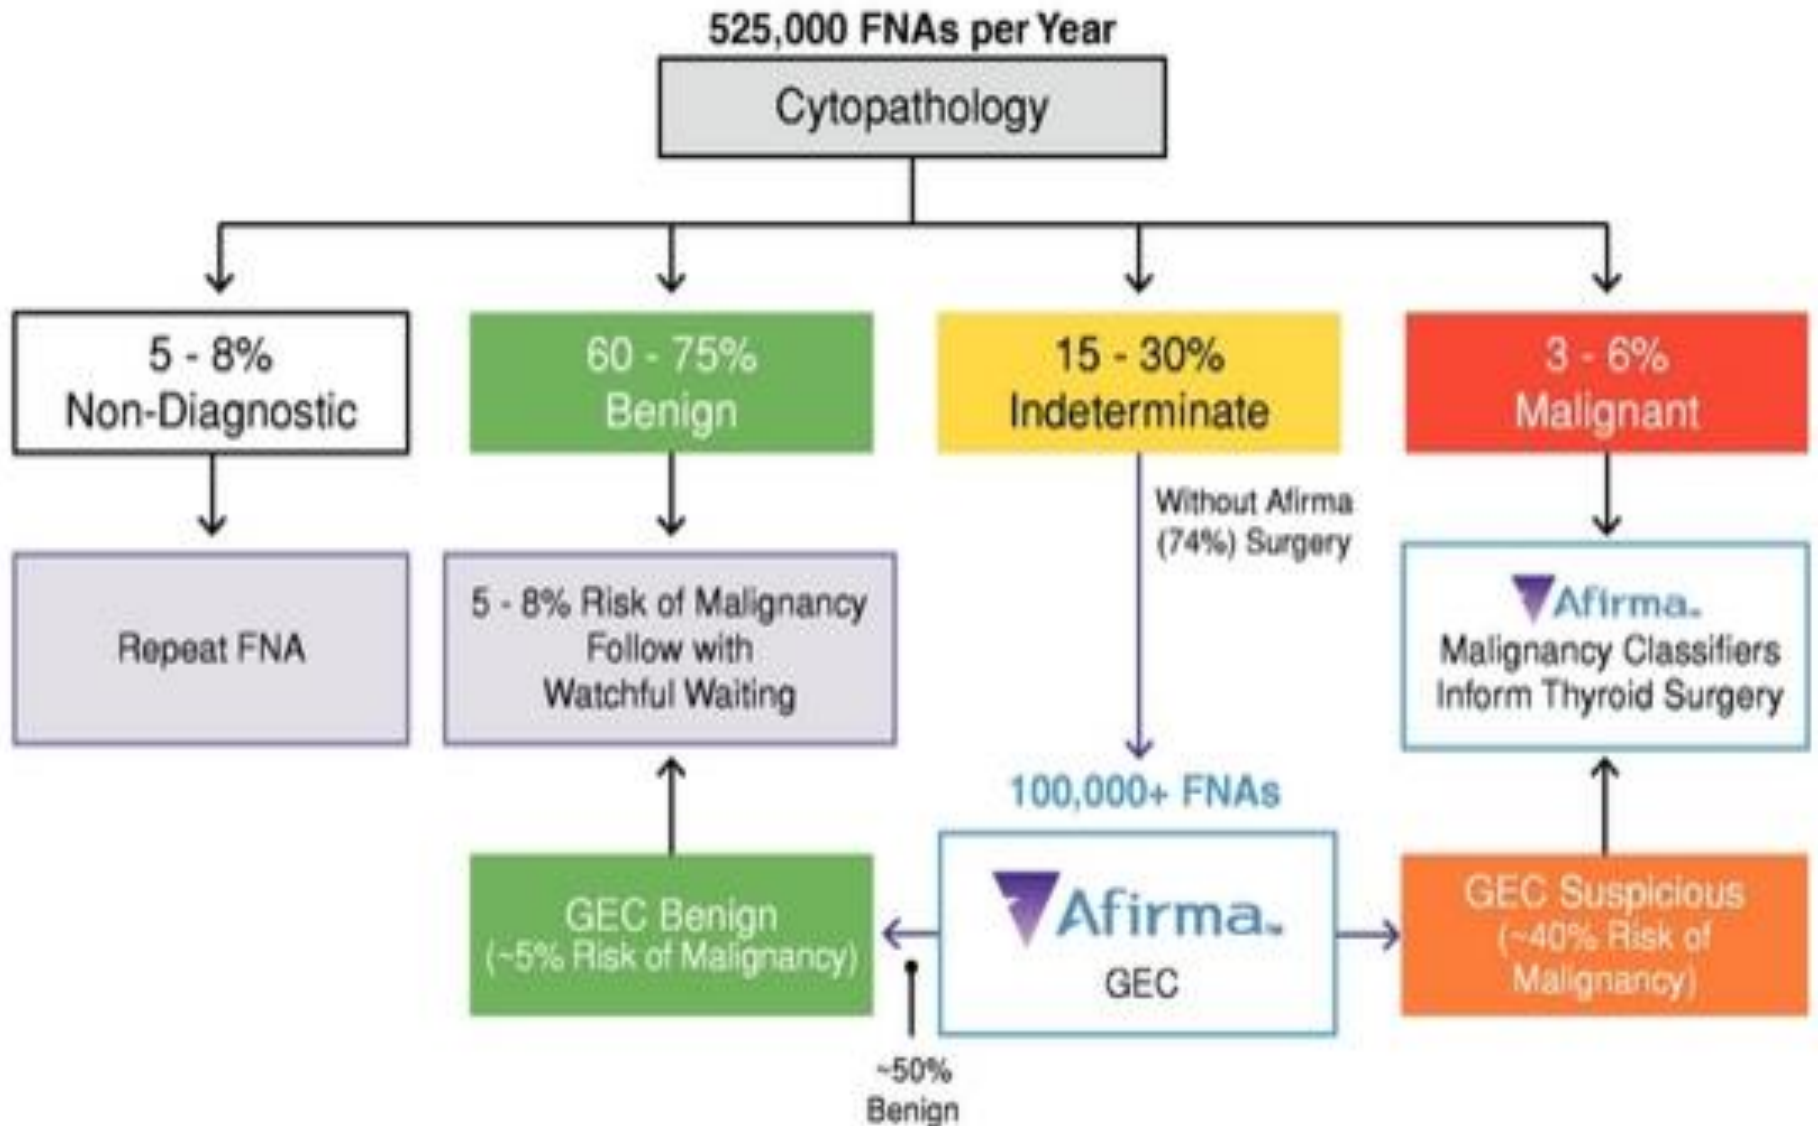 525,000 FNAs per Year
Cytopathology
5 - 8%
Non-Diagnostic
60 - 75%
Benign
15 - 30%
Indeterminate
3 - 6%
Malignant
Without Afirma
(74%) Surgery
Repeat FNA
5 - 8% Risk of Malignancy
Follow with
Watchful Waiting
Afirma™
Malignancy Classifiers
Inform Thyroid Surgery
100,000+ FNAs
GEC Benign
(~5% Risk of Malignancy)
Afirma™
GEC
GEC Suspicious
(~40% Risk of
Malignancy)
~50%
Benign